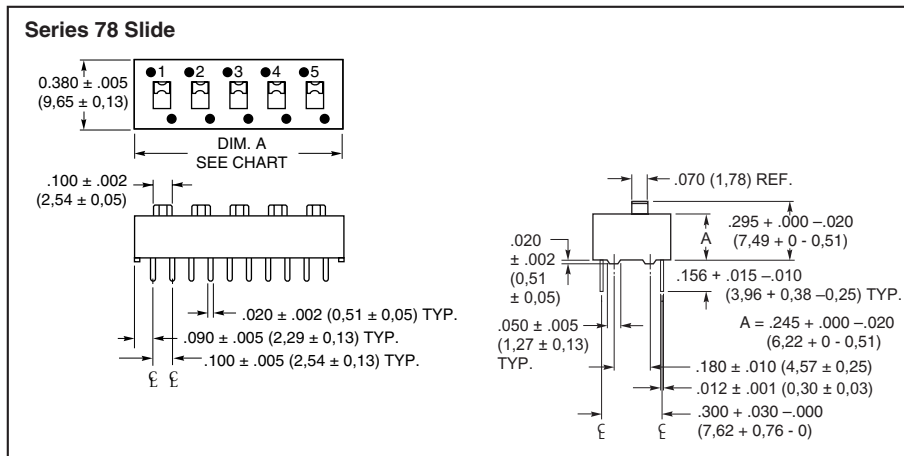 Series 78 Slide
0.380 ± .005
(9,65 ± 0,13)
1 2 3 4 5
DIM. A
SEE CHART
.100 ± .002
(2,54 ± 0,05)
.020 ± .002 (0,51 ± 0,05) TYP.
.090 ± .005 (2,29 ± 0,13) TYP.
.100 ± .005 (2,54 ± 0,13) TYP.
℄ ℄
.070 (1,78) REF.
A
.295 + .000 –.020
(7,49 + 0 - 0,51)
.020
± .002
(0,51
± 0,05)
.156 + .015 –.010
(3,96 + 0,38 –0,25) TYP.
.050 ± .005
(1,27 ± 0,13)
TYP.
A = .245 + .000 –.020
(6,22 + 0 - 0,51)
.180 ± .010 (4,57 ± 0,25)
.012 ± .001 (0,30 ± 0,03)
.300 + .030 –.000
(7,62 + 0,76 - 0)
℄ ℄